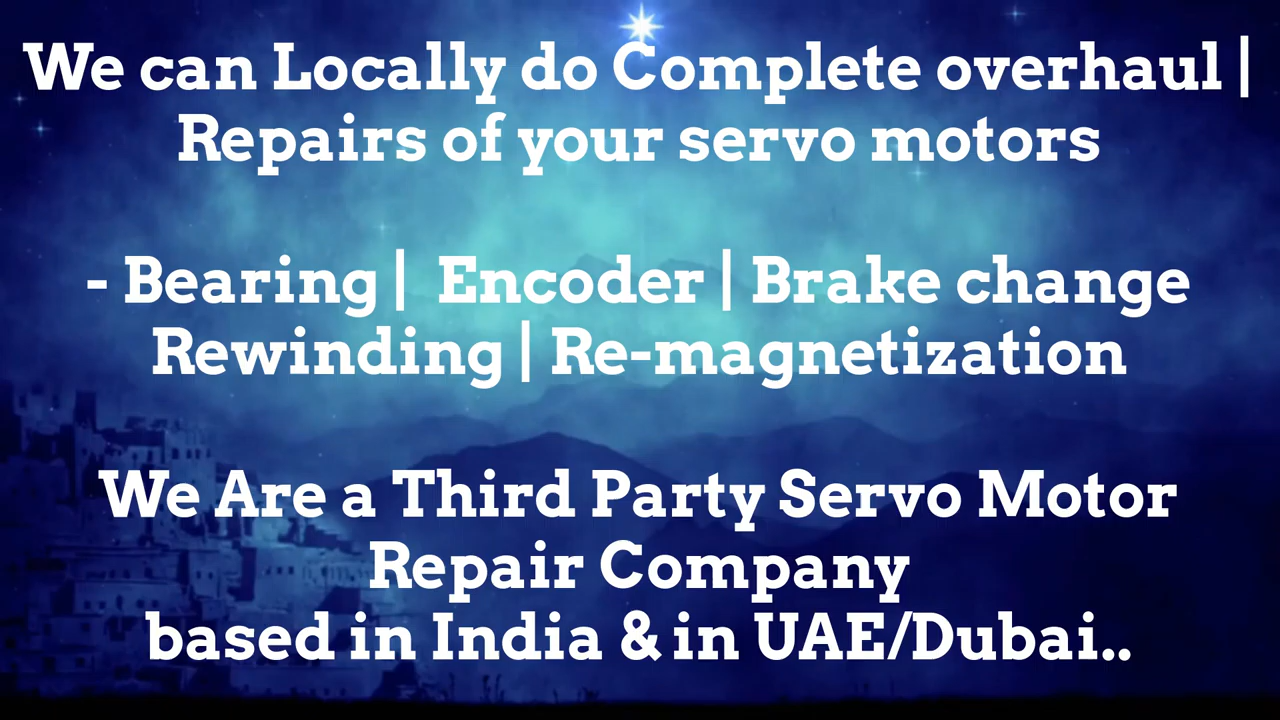 We can Locally do Complete overhaul |
Repairs of your servo motors
- Bearing | Encoder | Brake change
Rewinding | Re-magnetization
We Are a Third Party Servo Motor
Repair Company
based in India & in UAE/Dubai..